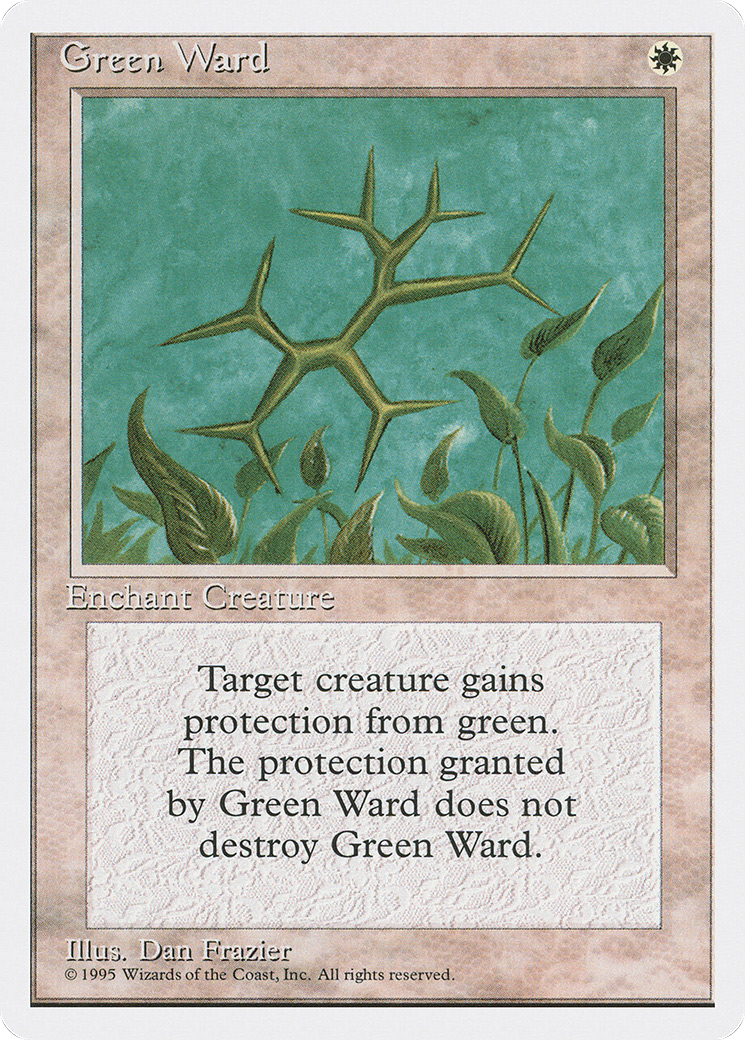 Green Ward
Enchant Creature
Target creature gains
protection from green.
The protection granted
by Green Ward does not
destroy Green Ward.
Illus. Dan Frazier
© 1995 Wizards of the Coast, Inc. All rights reserved.